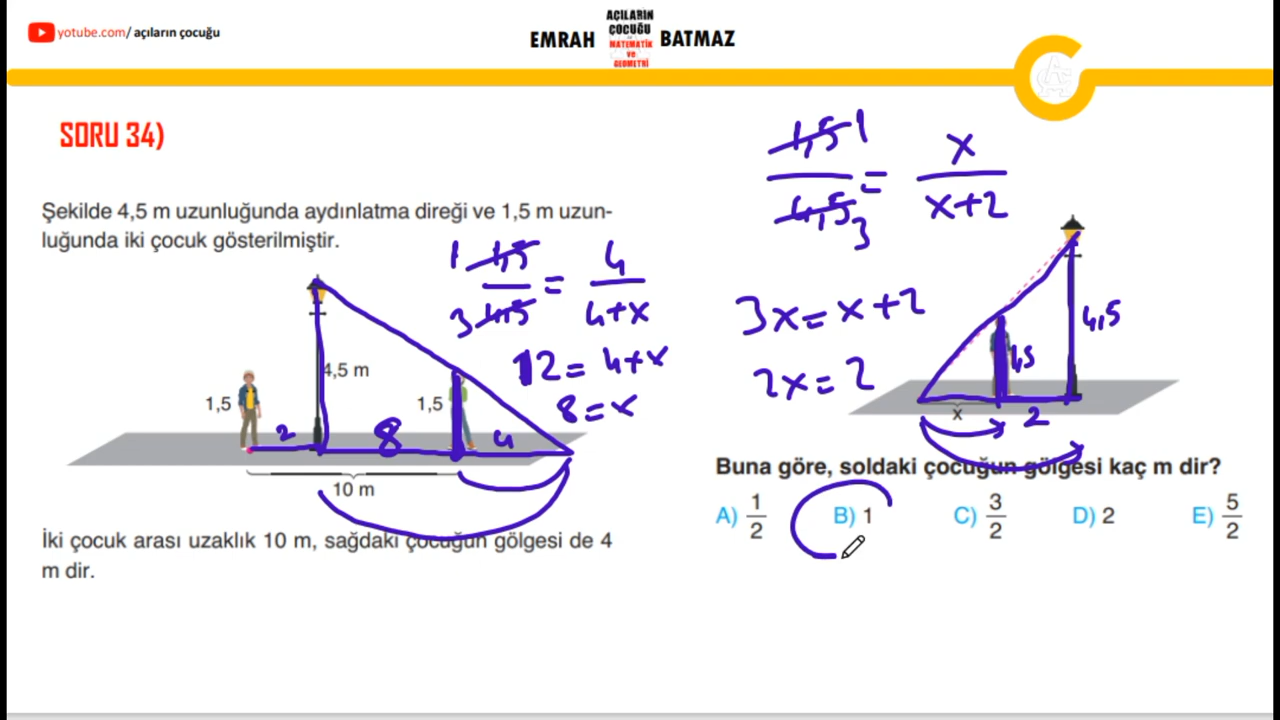 yotube.com/ açıların çocuğu
EMRAH
AÇILARIN
ÇOCUĞU
MATEMATİK
ve
GEOMETRİ
BATMAZ
SORU 34)
Şekilde 4,5 m uzunluğunda aydınlatma direği ve 1,5 m uzun-
luğunda iki çocuk gösterilmiştir.
1 1,5 = 4
3 4,5 4+x
12 = 4+x
8 = x
4,5 m
1,5
1,5
2
8
4
10 m
İki çocuk arası uzaklık 10 m, sağdaki çocuğun gölgesi de 4
m dir.
1,5 1 = x
4,5 3 x+2
3x = x+2
2x = 2
4,5
1,5
x
2
Buna göre, soldaki çocuğun gölgesi kaç m dir?
A) 1/2 B) 1 C) 3/2 D) 2 E) 5/2